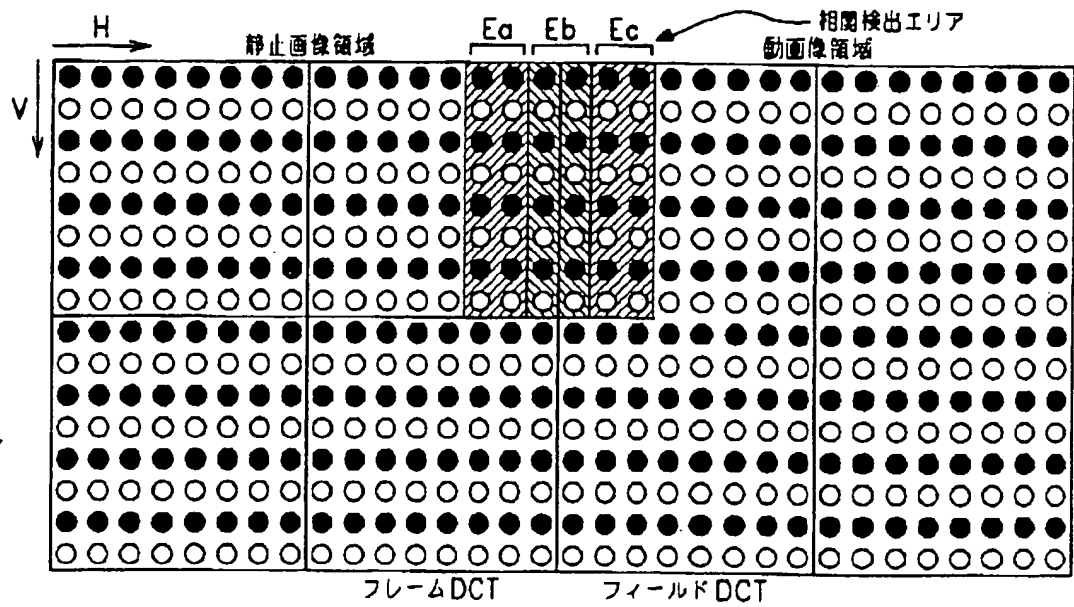 相関検出エリア
H
静止画像領域
Ea Eb Ec
動画像領域
V
フレームDCT
フィールドDCT